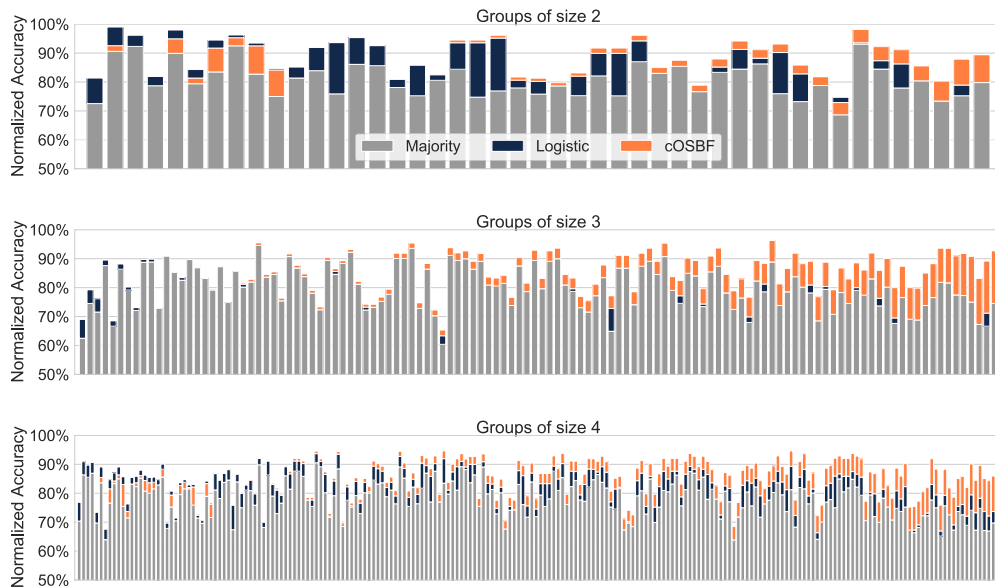 Groups of size 2
Normalized Accuracy
100%
90%
80%
70%
60%
50%
Majority Logistic cOSBF
Groups of size 3
Normalized Accuracy
100%
90%
80%
70%
60%
50%
Groups of size 4
Normalized Accuracy
100%
90%
80%
70%
60%
50%